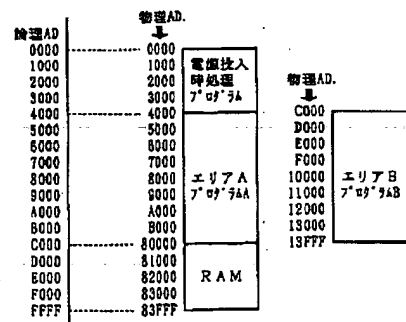 論理AD
物理AD.
0000 0000
1000 1000 電源投入
2000 2000 時処理
3000 3000 プログラム
4000 4000
5000 5000
6000 6000
7000 7000
8000 8000 エリアA
9000 9000 プログラムA
A000 A000
B000 B000
C000 80000
D000 81000
E000 82000 RAM
F000 83000
FFFF 83FFF
物理AD.
C000
D000
E000
F000
10000 エリアB
11000 プログラムB
12000
13000
13FFF